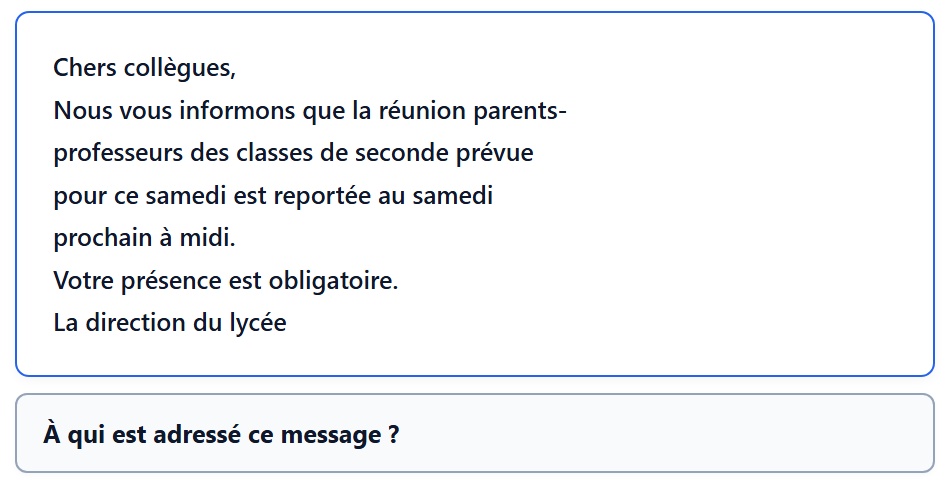 Chers collègues,
Nous vous informons que la réunion parents-
professeurs des classes de seconde prévue
pour ce samedi est reportée au samedi
prochain à midi.
Votre présence est obligatoire.
La direction du lycée
À qui est adressé ce message ?